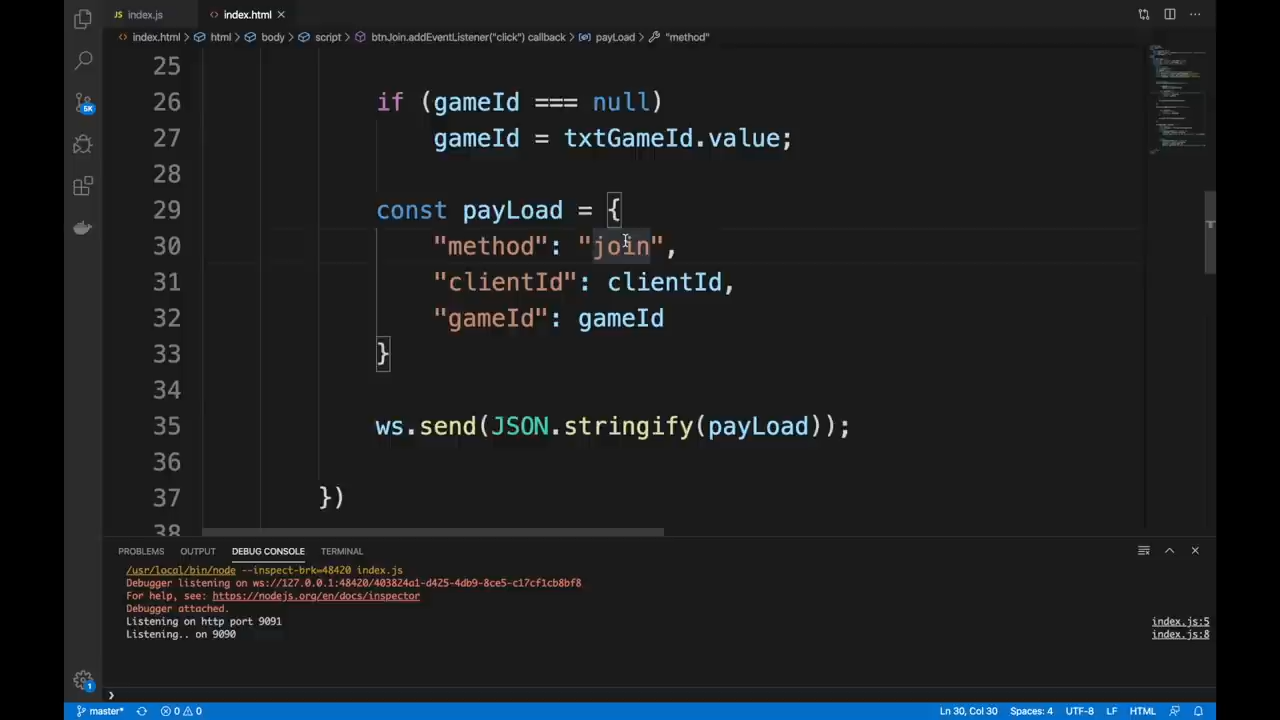 index.js
index.html
index.html
html
body
script
btnJoin.addEventListener("click") callback
payLoad
"method"
25
26 if (gameId === null)
27 gameId = txtGameId.value;
28
29 const payLoad = {
30 "method": "join",
31 "clientId": clientId,
32 "gameId": gameId
33 }
34
35 ws.send(JSON.stringify(payLoad));
36
37 })
38
5K
PROBLEMS OUTPUT DEBUG CONSOLE TERMINAL
/usr/local/bin/node --inspect-brk=48420 index.js
Debugger listening on ws://127.0.0.1:48420/403824a1-d425-4db9-8ce5-c17cf1cb8bf8
For help, see: https://nodejs.org/en/docs/inspector
Debugger attached.
Listening on http port 9091 index.js:5
Listening.. on 9090 index.js:8
1
master* 0 0 Ln 30, Col 30 Spaces: 4 UTF-8 LF HTML